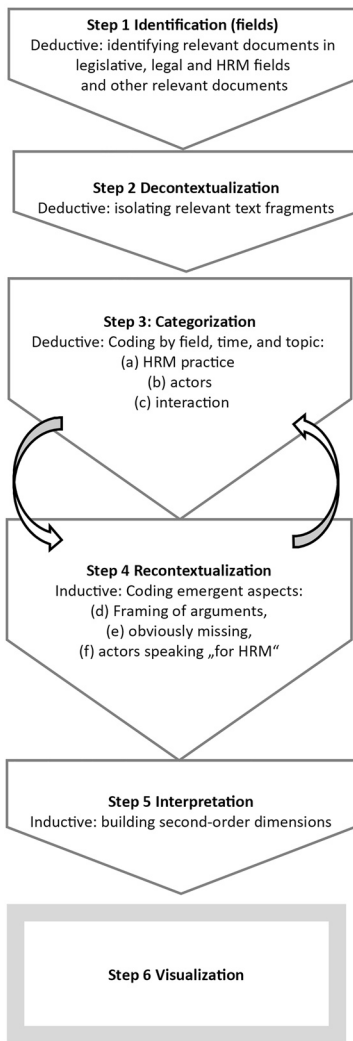 Step 1 Identification (fields)
Deductive: identifying relevant documents in
legislative, legal and HRM fields
and other relevant documents
Step 2 Decontextualization
Deductive: isolating relevant text fragments
Step 3: Categorization
Deductive: Coding by field, time, and topic:
(a) HRM practice
(b) actors
(c) interaction
Step 4 Recontextualization
Inductive: Coding emergent aspects:
(d) Framing of arguments,
(e) obviously missing,
(f) actors speaking „for HRM“
Step 5 Interpretation
Inductive: building second-order dimensions
Step 6 Visualization